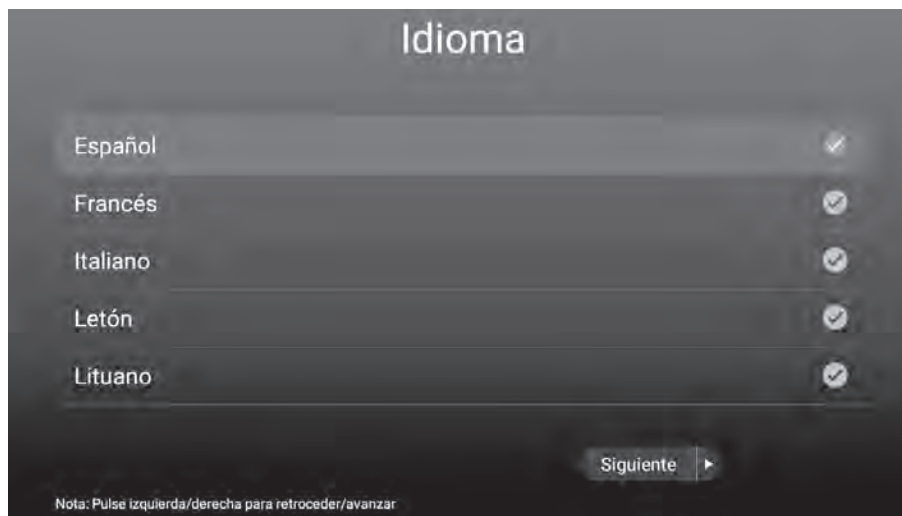 Idioma
Español
Francés
Italiano
Letón
Lituano
Siguiente
Nota: Pulse izquierda/derecha para retroceder/avanzar